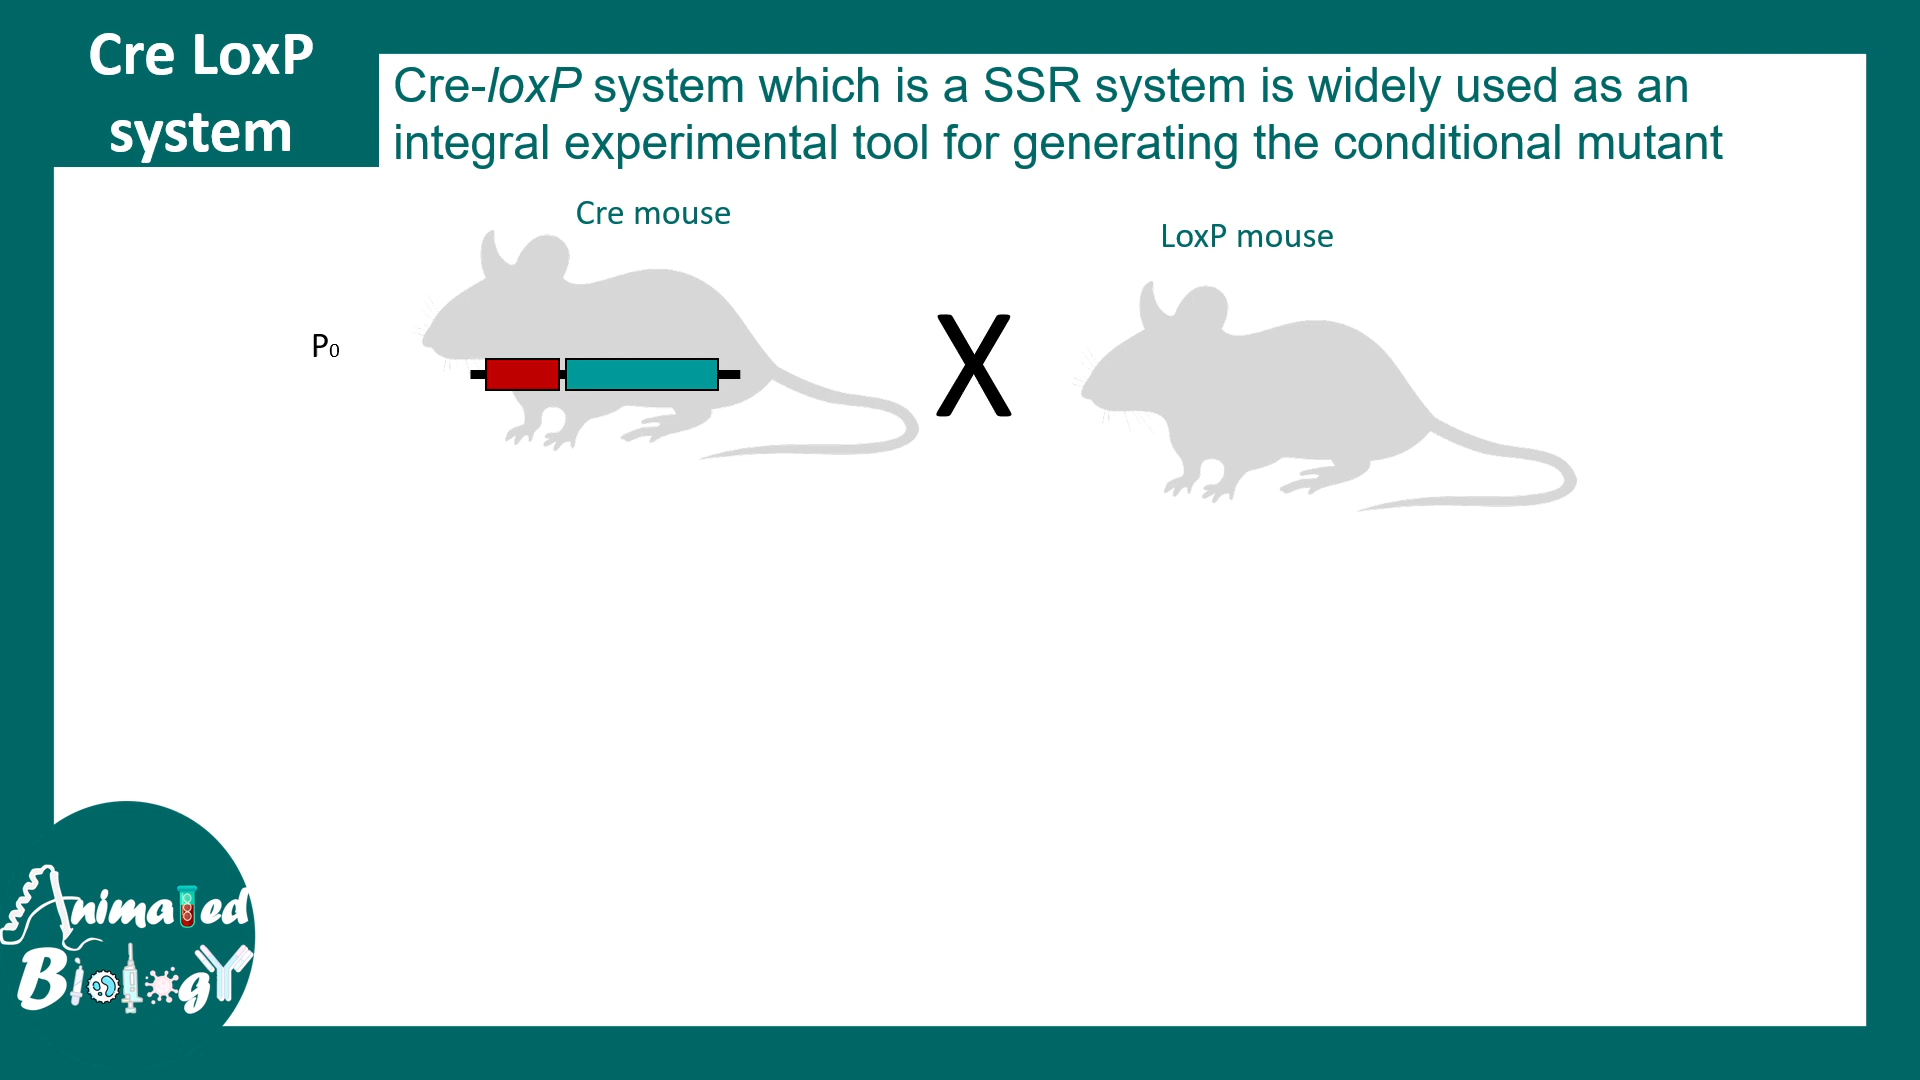 Cre LoxP
system
Cre-loxP system which is a SSR system is widely used as an
integral experimental tool for generating the conditional mutant
Cre mouse
LoxP mouse
P0
X
Animated
Biology